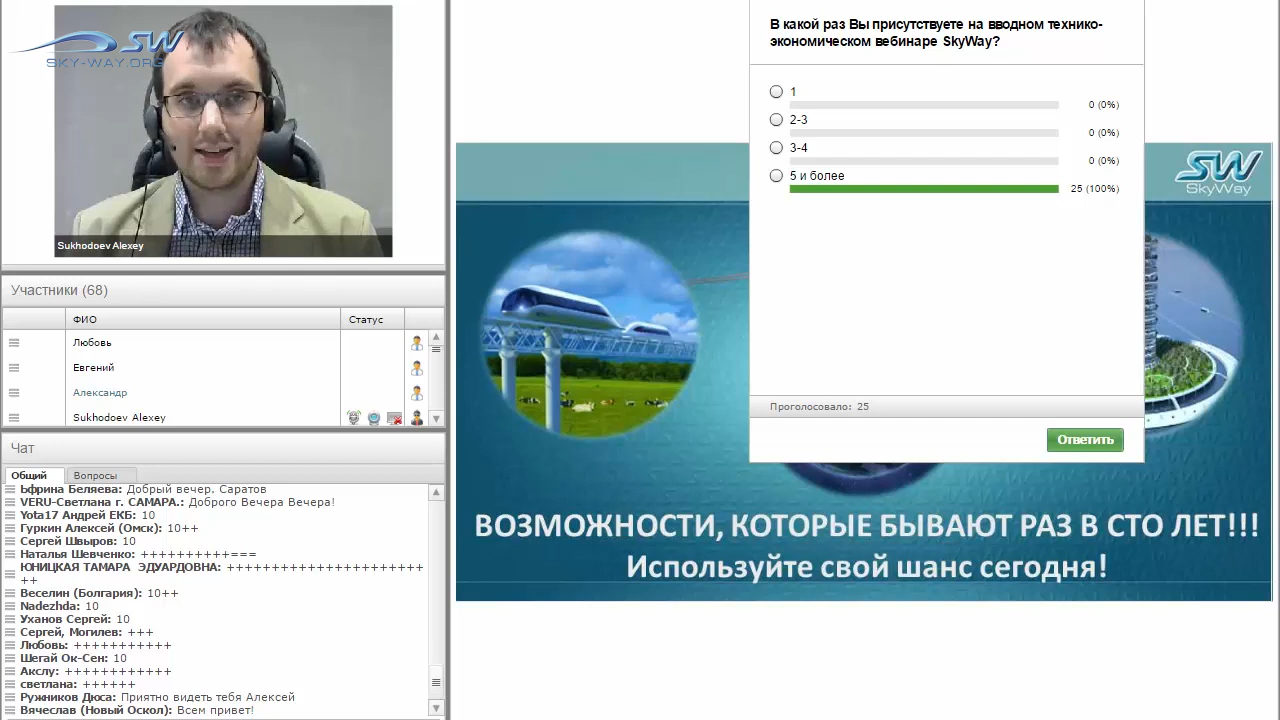 SW
SKY-WAY.ORG
Sukhodoev Alexey
Участники (68)
ФИО
Статус
Любовь
Евгений
Александр
Sukhodoev Alexey
Чат
Общий
Вопросы
Ьфрина Беляева: Добрый вечер. Саратов
VERU-Светлана г. САМАРА.: Доброго Вечера Вечера!
Yota17 Андрей ЕКБ: 10
Гуркин Алексей (Омск): 10++
Сергей Швыров: 10
Наталья Шевченко: ++++++++++===
ЮНИЦКАЯ ТАМАРА ЭДУАРДОВНА: ++++++++++++++++++++++
++
Веселин (Болгария): 10++
Nadezhda: 10
Уханов Сергей: 10
Сергей, Могилев: +++
Любовь: +++++++++++
Шегай Ок-Сен: 10
Акслу: ++++++++++++
светлана: ++++++
Ружников Дюса: Приятно видеть тебя Алексей
Вячеслав (Новый Оскол): Всем привет!
В какой раз Вы присутствуете на вводном технико-
экономическом вебинаре SkyWay?
1
0 (0%)
2-3
0 (0%)
3-4
0 (0%)
5 и более
25 (100%)
Проголосовало: 25
Ответить
SW
SkyWay
ВОЗМОЖНОСТИ, КОТОРЫЕ БЫВАЮТ РАЗ В СТО ЛЕТ!!!
Используйте свой шанс сегодня!